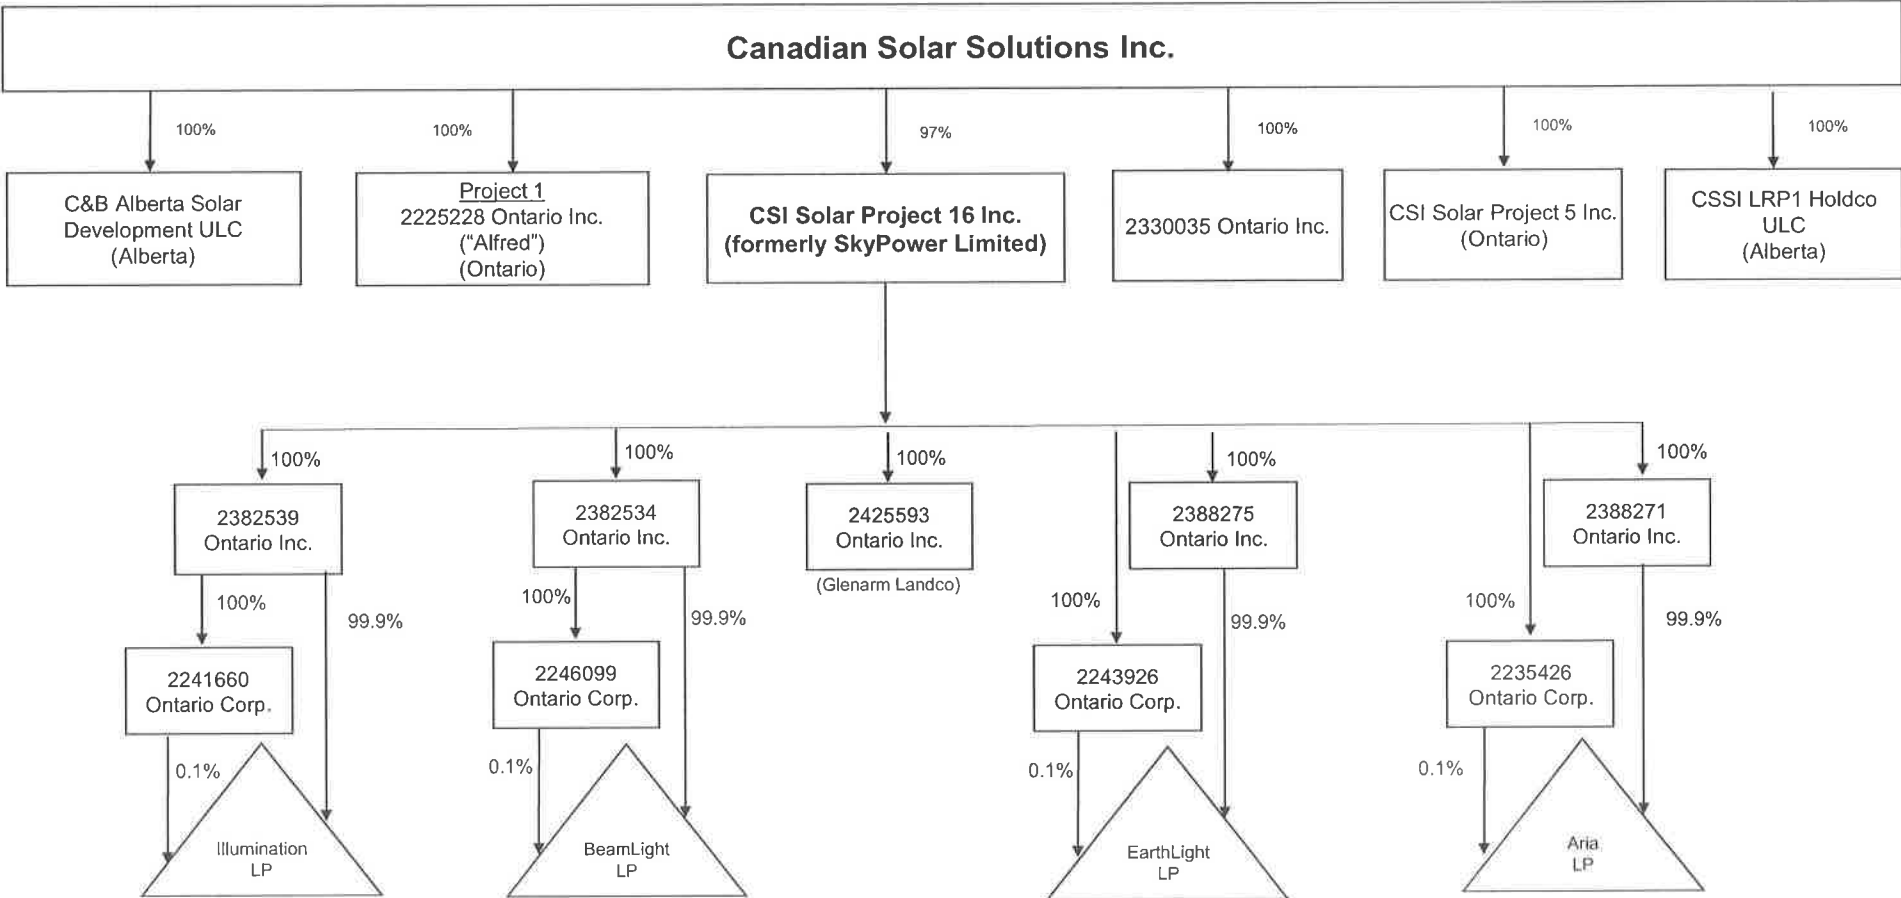 Canadian Solar Solutions Inc.
100%
100%
97%
100%
100%
100%
C&B Alberta Solar
Development ULC
(Alberta)
Project 1
2225228 Ontario Inc.
(“Alfred”)
(Ontario)
CSI Solar Project 16 Inc.
(formerly SkyPower Limited)
2330035 Ontario Inc.
CSI Solar Project 5 Inc.
(Ontario)
CSSI LRP1 Holdco
ULC
(Alberta)
100%
100%
100%
100%
100%
2382539
Ontario Inc.
2382534
Ontario Inc.
2425593
Ontario Inc.
(Glenarm Landco)
2388275
Ontario Inc.
2388271
Ontario Inc.
100%
99.9%
100%
99.9%
100%
99.9%
100%
99.9%
2241660
Ontario Corp.
2246099
Ontario Corp.
2243926
Ontario Corp.
2235426
Ontario Corp.
0.1%
0.1%
0.1%
0.1%
Illumination
LP
BeamLight
LP
EarthLight
LP
Aria
LP